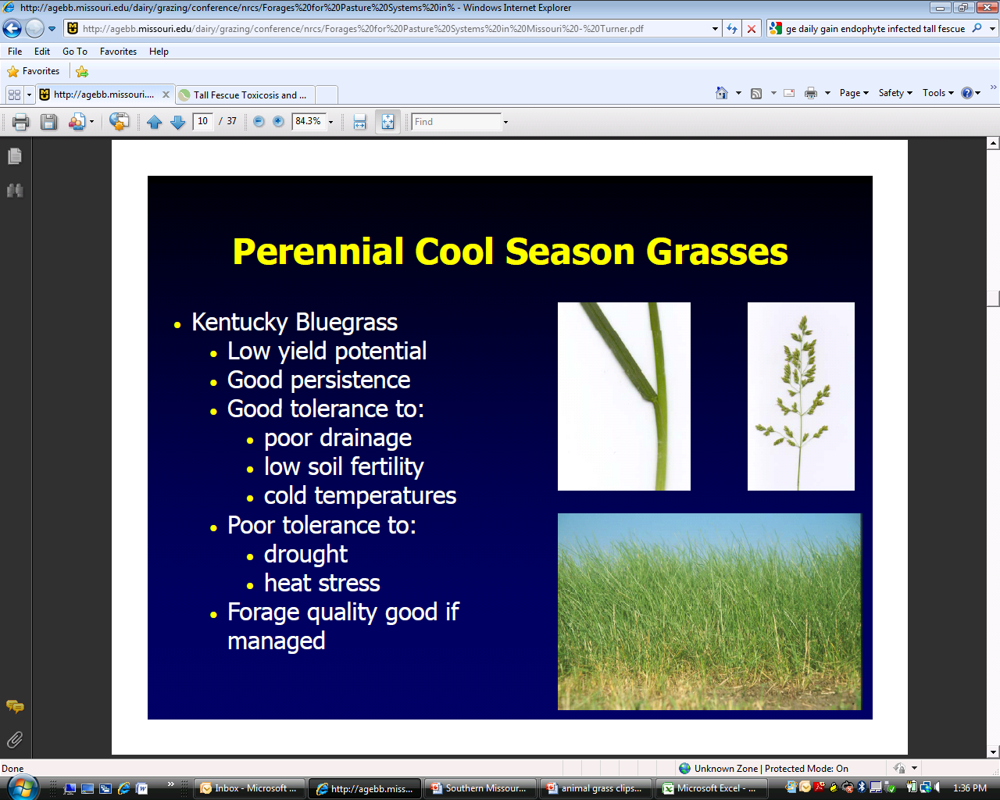 http://agebb.missouri.edu/dairy/grazing/conference/nrcs/Forages%20for%20Pasture%20Systems%20in% - Windows Internet Explorer
http://agebb.missouri.edu/dairy/grazing/conference/nrcs/Forages%20for%20Pasture%20Systems%20in%20Missouri%20-%20Turner.pdf
ge daily gain endophyte infected tall fescue
File Edit Go To Favorites Help
Favorites
http://agebb.missouri.... Tall Fescue Toxicosis and ... Page Safety Tools
10 / 37 84.3% Find
Perennial Cool Season Grasses
• Kentucky Bluegrass
• Low yield potential
• Good persistence
• Good tolerance to:
• poor drainage
• low soil fertility
• cold temperatures
• Poor tolerance to:
• drought
• heat stress
• Forage quality good if
managed
Done Unknown Zone | Protected Mode: On
Inbox - Microsoft ... http://agebb.miss... Southern Missour... animal grass clips... Microsoft Excel - ... 1:36 PM